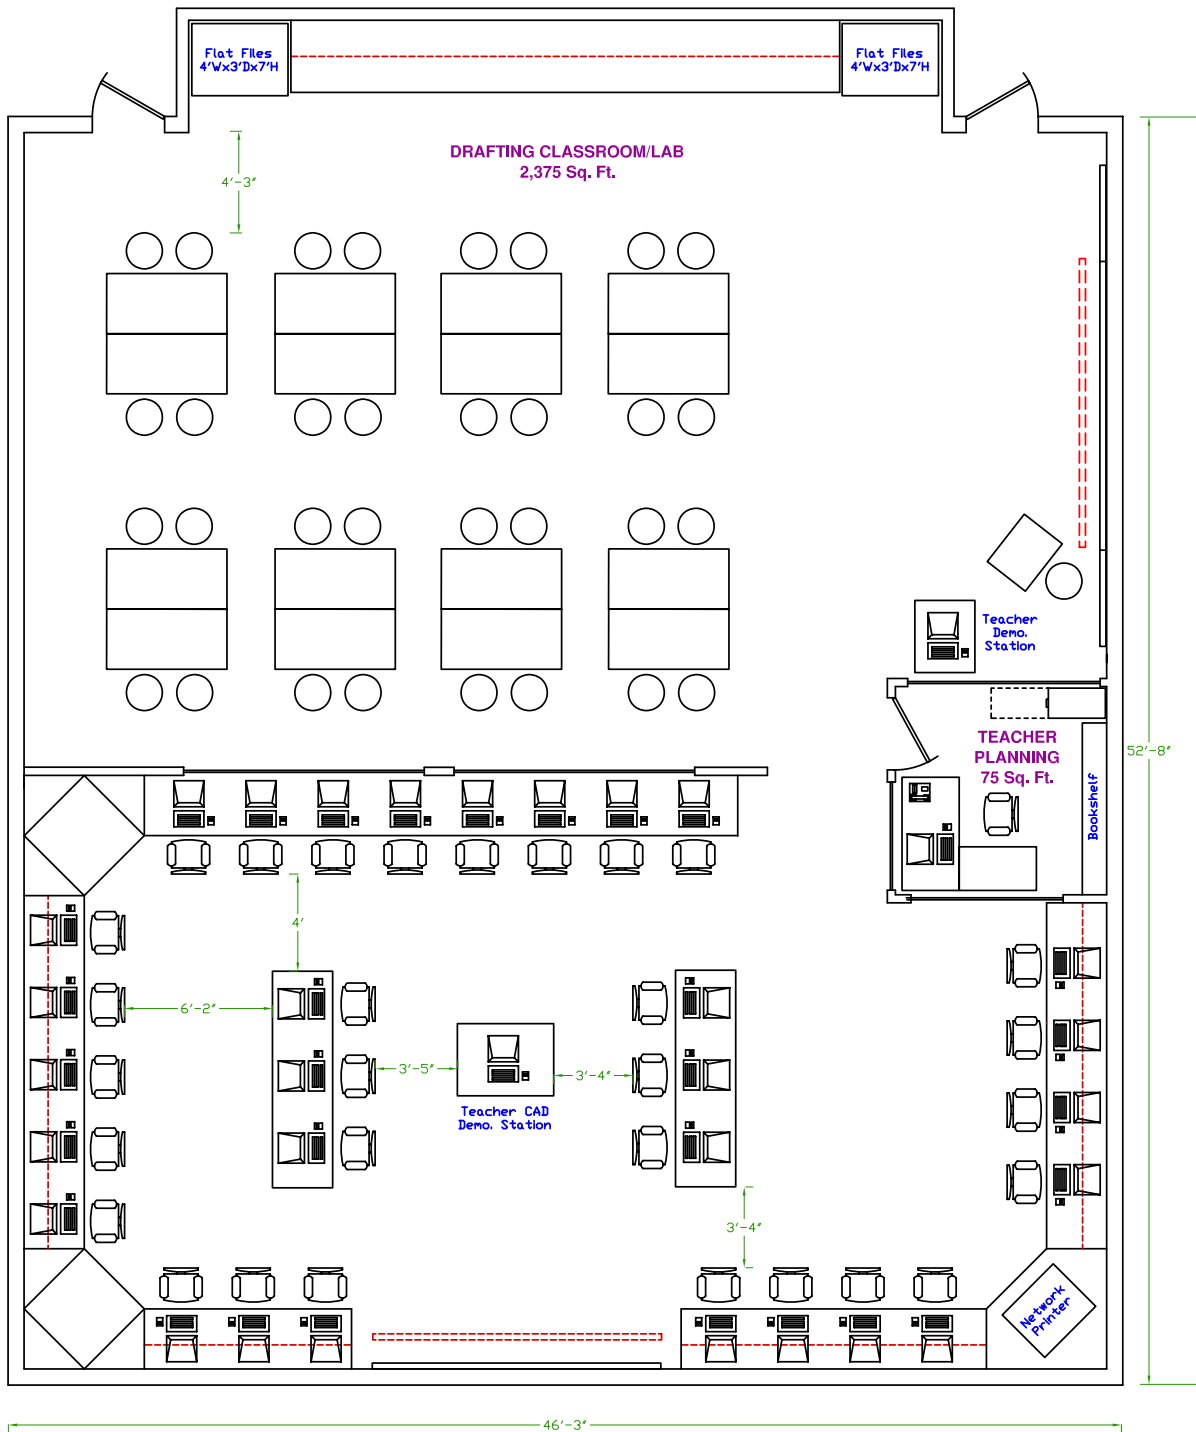 Flat Files
4'Wx3'Dx7'H
Flat Files
4'Wx3'Dx7'H
DRAFTING CLASSROOM/LAB
2,375 Sq. Ft.
4'-3"
Teacher
Demo.
Station
TEACHER
PLANNING
75 Sq. Ft.
52'-8"
Bookshelf
4'
6'-2"
3'-5"
3'-4"
Teacher CAD
Demo. Station
3'-4"
Network
Printer
46'-3"